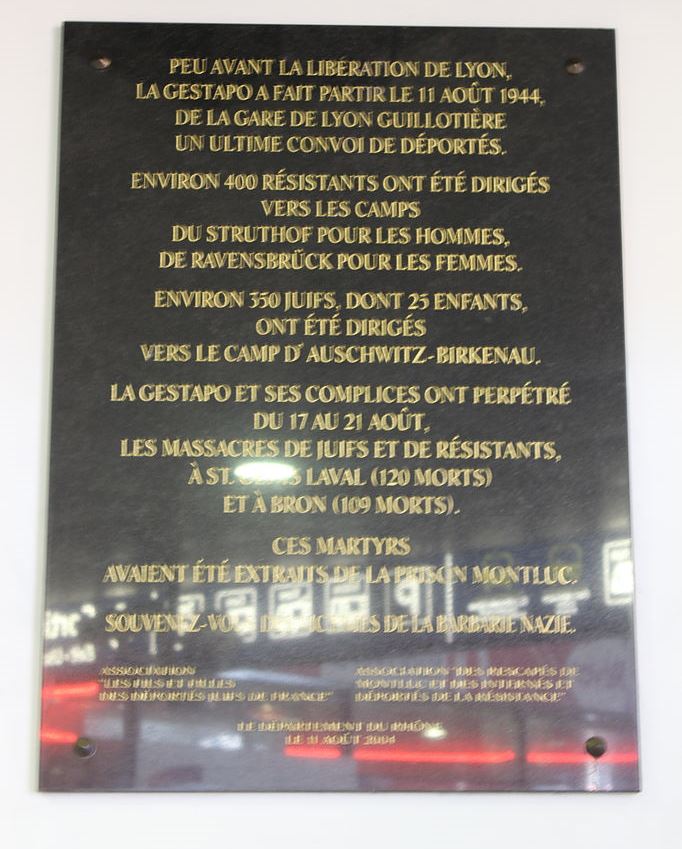 PEU AVANT LA LIBÉRATION DE LYON,
LA GESTAPO A FAIT PARTIR LE 11 AOÛT 1944,
DE LA GARE DE LYON GUILLOTIÈRE
UN ULTIME CONVOI DE DÉPORTÉS.
ENVIRON 400 RÉSISTANTS ONT ÉTÉ DIRIGÉS
VERS LES CAMPS
DU STRUTHOF POUR LES HOMMES,
DE RAVENSBRÜCK POUR LES FEMMES.
ENVIRON 350 JUIFS, DONT 25 ENFANTS,
ONT ÉTÉ DIRIGÉS
VERS LE CAMP D'AUSCHWITZ-BIRKENAU.
LA GESTAPO ET SES COMPLICES ONT PERPÉTRÉ
DU 17 AU 21 AOÛT,
LES MASSACRES DE JUIFS ET DE RÉSISTANTS,
À ST. GENIS LAVAL (120 MORTS)
ET À BRON (109 MORTS).
CES MARTYRS
AVAIENT ÉTÉ EXTRAITS DE LA PRISON MONTLUC.
SOUVENEZ-VOUS DES VICTIMES DE LA BARBARIE NAZIE.
ASSOCIATION
"LES FILS ET FILLES
DES DÉPORTÉS JUIFS DE FRANCE"
ASSOCIATION "DES RESCAPÉS DE
MONTLUC ET DES INTERNÉS ET
DÉPORTÉS DE LA RÉSISTANCE"
LE DÉPARTEMENT DU RHÔNE
LE 11 AOÛT 2004